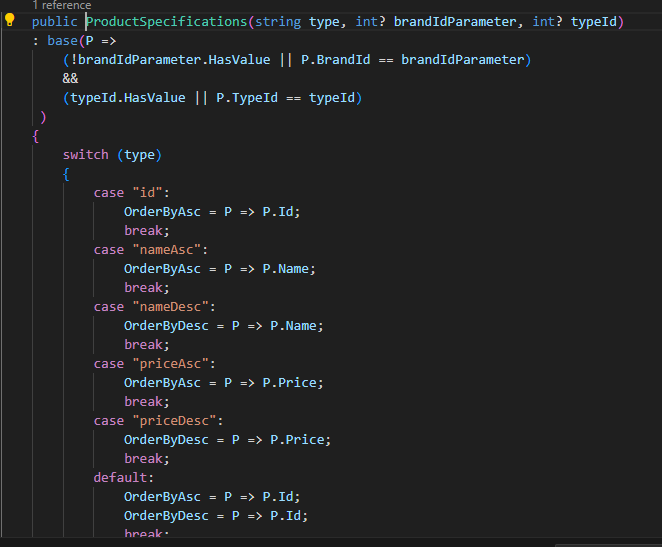 1 reference
public ProductSpecifications(string type, int? brandIdParameter, int? typeId)
: base(P =>
(!brandIdParameter.HasValue || P.BrandId == brandIdParameter)
&&
(typeId.HasValue || P.TypeId == typeId)
)
{
switch (type)
{
case "id":
OrderByAsc = P => P.Id;
break;
case "nameAsc":
OrderByAsc = P => P.Name;
break;
case "nameDesc":
OrderByDesc = P => P.Name;
break;
case "priceAsc":
OrderByAsc = P => P.Price;
break;
case "priceDesc":
OrderByDesc = P => P.Price;
break;
default:
OrderByAsc = P => P.Id;
OrderByDesc = P => P.Id;
break;